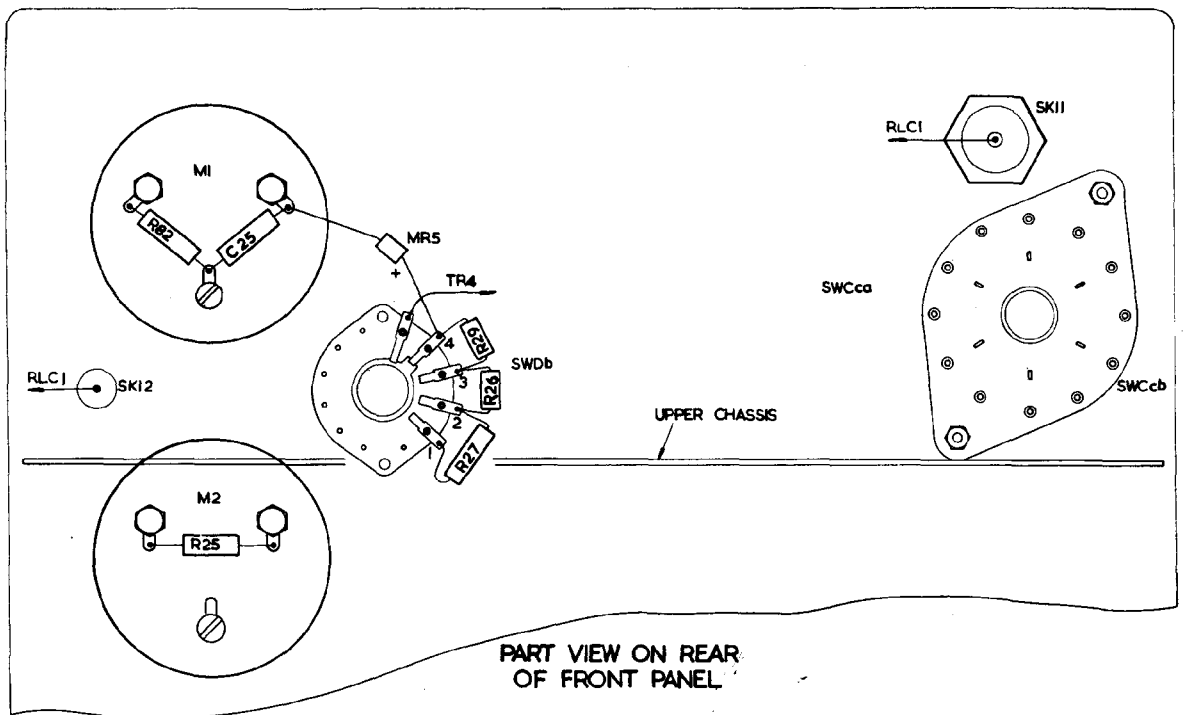 SK11
RLC1
M1
R82
C25
MR5
+
TR4
SWCca
4
R29
SWDb
3
RLC1
SK12
R26
2
SWCcb
UPPER CHASSIS
1
R27
M2
R25
PART VIEW ON REAR
OF FRONT PANEL